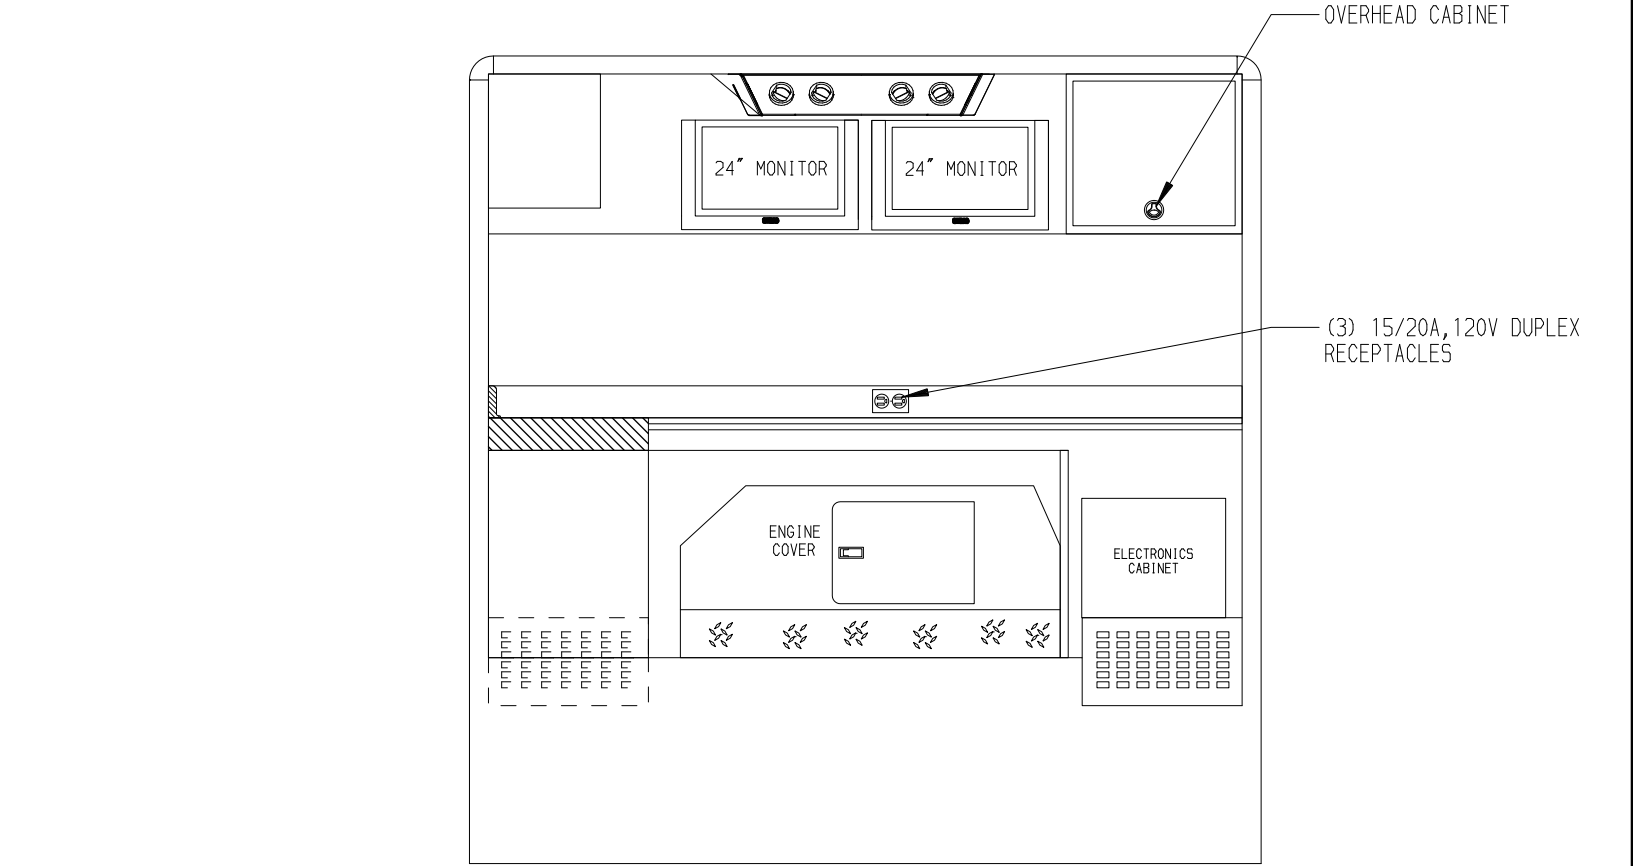 OVERHEAD CABINET
24" MONITOR
24" MONITOR
(3) 15/20A,120V DUPLEX
RECEPTACLES
ENGINE
COVER
ELECTRONICS
CABINET